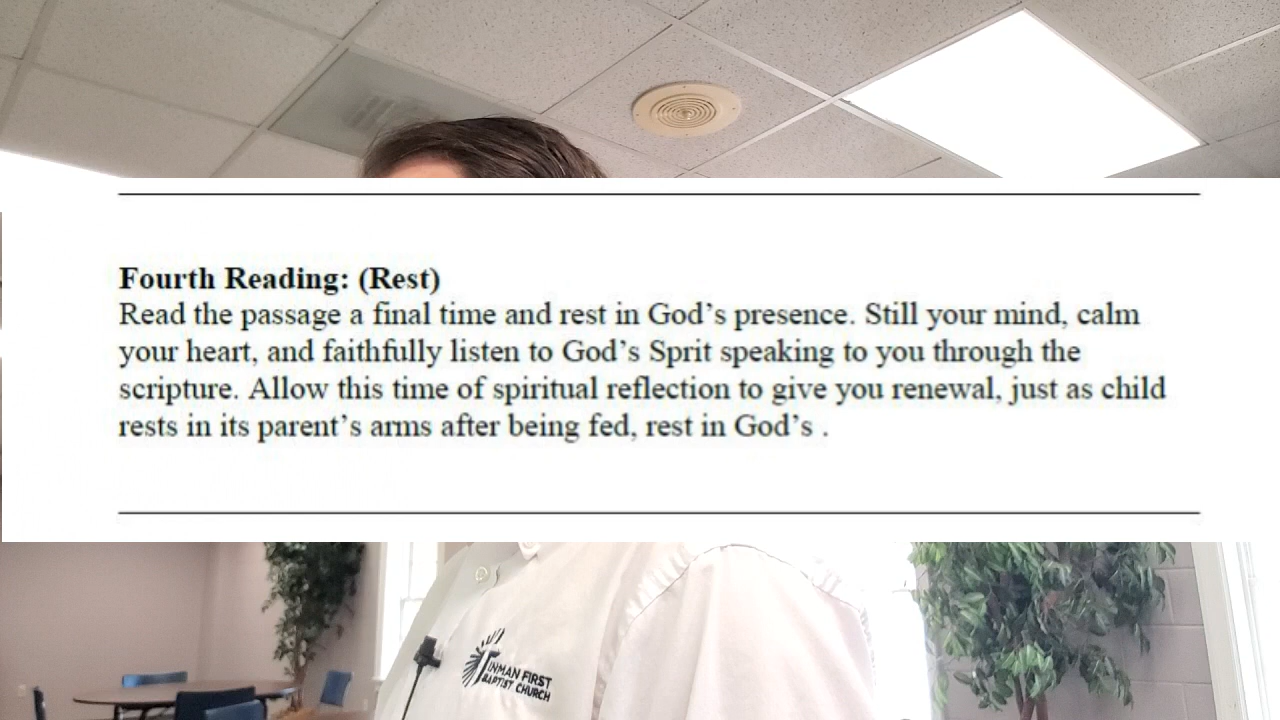 Fourth Reading: (Rest)
Read the passage a final time and rest in God’s presence. Still your mind, calm
your heart, and faithfully listen to God’s Sprit speaking to you through the
scripture. Allow this time of spiritual reflection to give you renewal, just as child
rests in its parent’s arms after being fed, rest in God’s .
INMAN FIRST
BAPTIST CHURCH